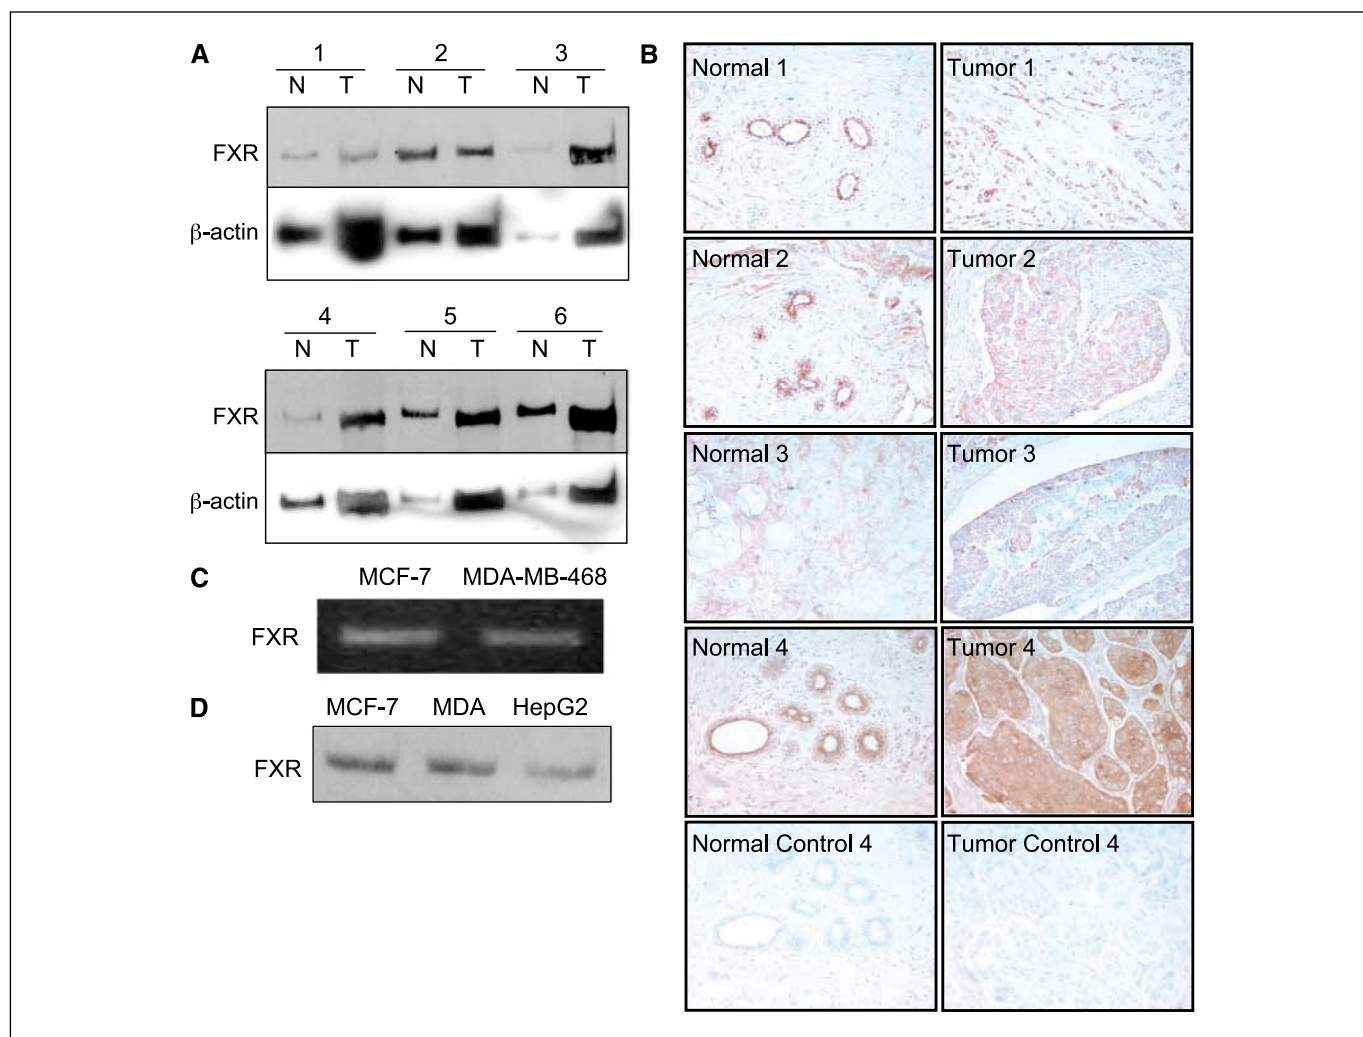 A
1 2 3
N T N T N T
FXR
β-actin
4 5 6
N T N T N T
FXR
β-actin
C
MCF-7 MDA-MB-468
FXR
D
MCF-7 MDA HepG2
FXR
B
Normal 1 Tumor 1
Normal 2 Tumor 2
Normal 3 Tumor 3
Normal 4 Tumor 4
Normal Control 4 Tumor Control 4